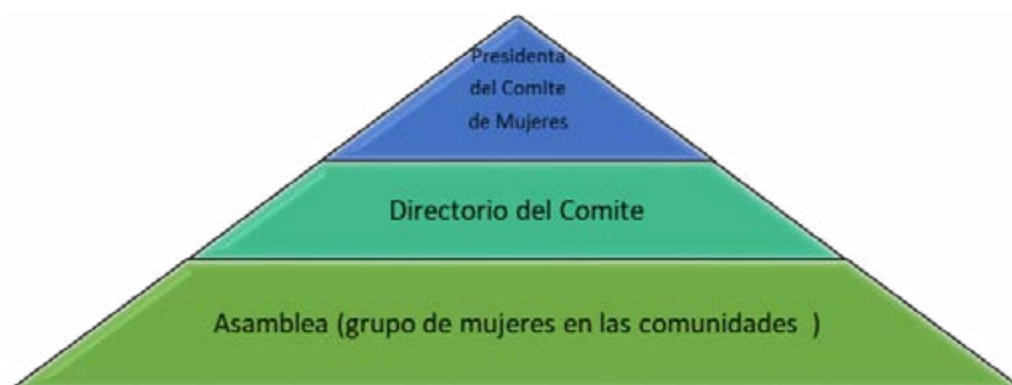 Presidenta
del Comite
de Mujeres
Directorio del Comite
Asamblea (grupo de mujeres en las comunidades  )